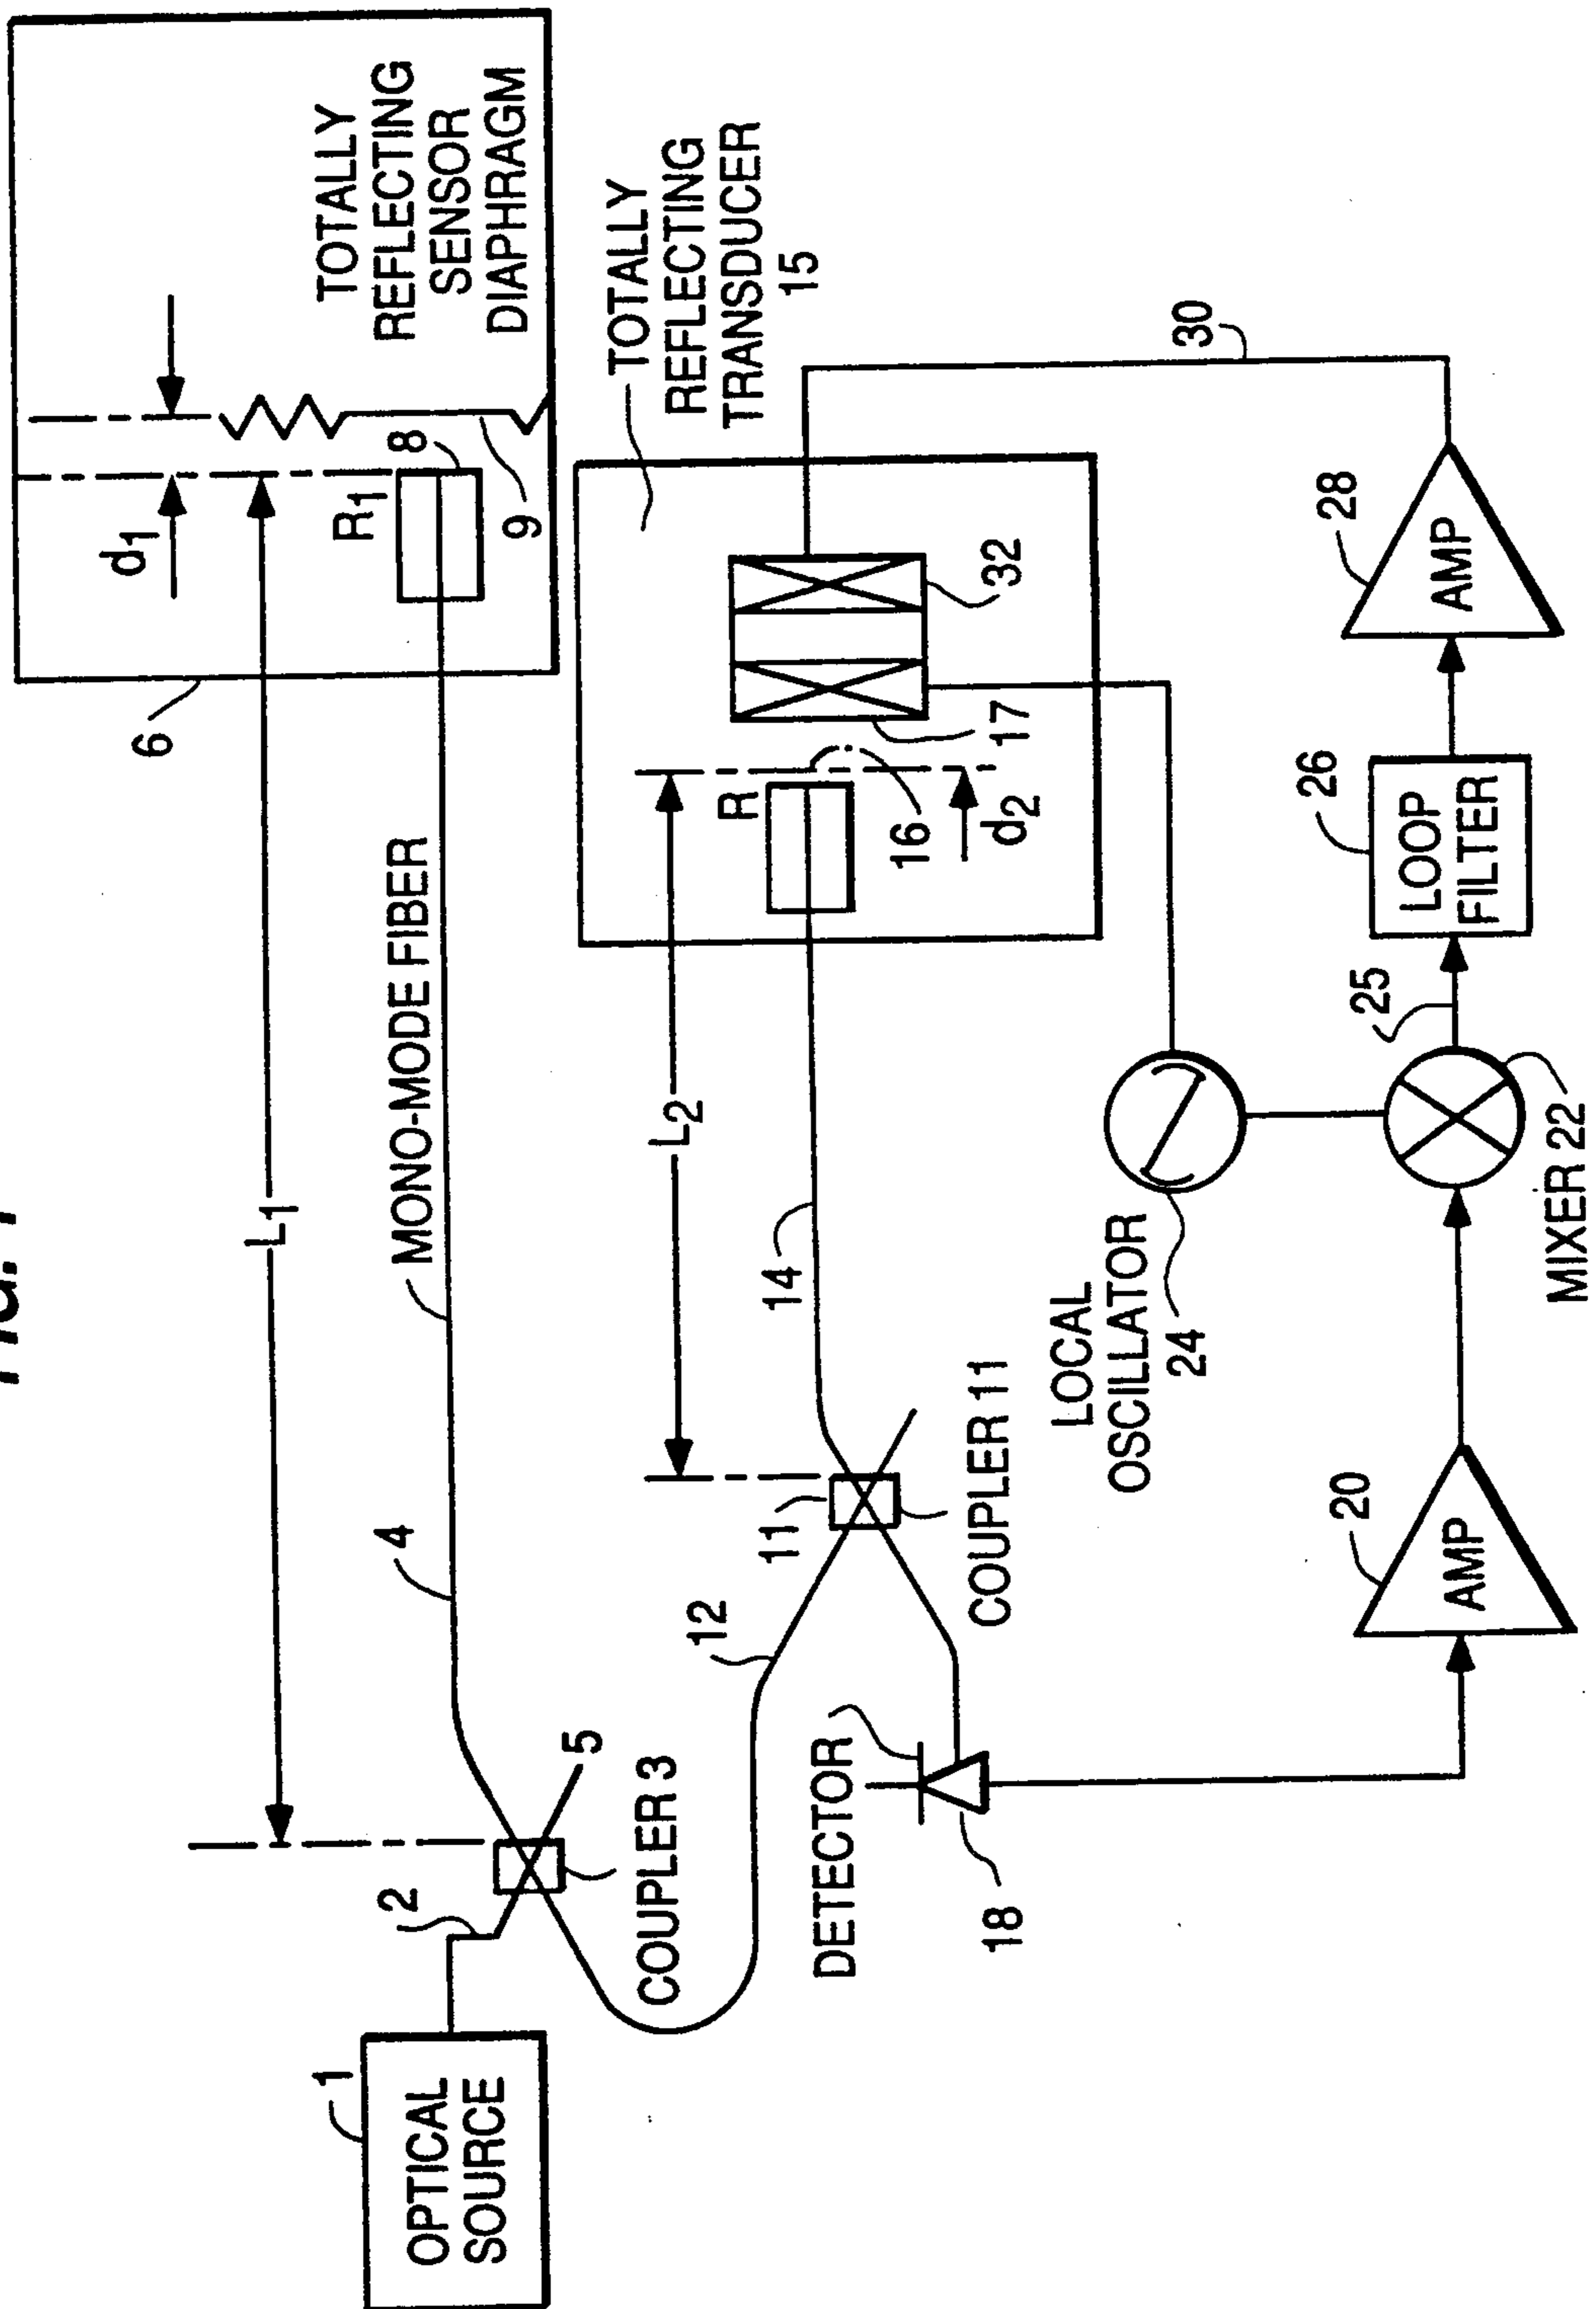 FIG. 1
L1
MONO-MODE FIBER
4
6
d1
R1
8
9
TOTALLY
REFLECTING
SENSOR
DIAPHRAGM
1
OPTICAL
SOURCE
2
5
COUPLER 3
12
11
COUPLER 11
14
L2
R
16
d2
17
32
TOTALLY
REFLECTING
TRANSDUCER
15
DETECTOR
18
LOCAL
OSCILLATOR
24
30
20
AMP
MIXER 22
25
26
LOOP
FILTER
28
AMP